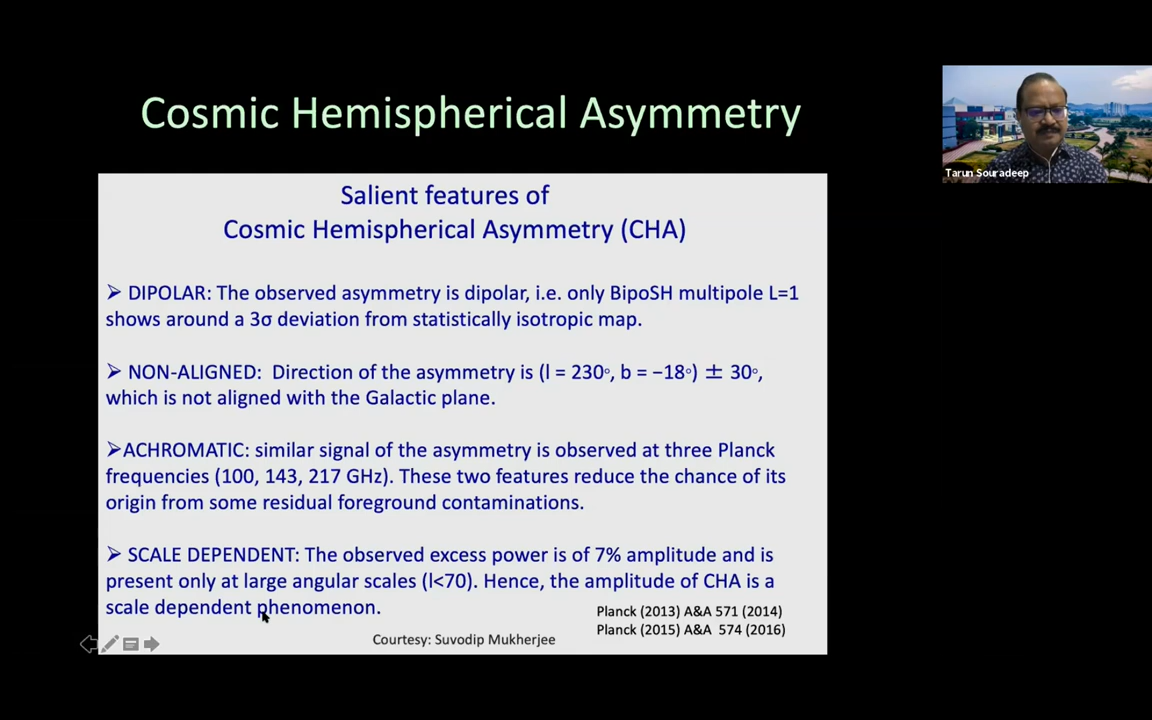 Cosmic Hemispherical Asymmetry
Tarun Souradeep
Salient features of
Cosmic Hemispherical Asymmetry (CHA)
➢ DIPOLAR: The observed asymmetry is dipolar, i.e. only BipoSH multipole L=1
shows around a 3σ deviation from statistically isotropic map.
➢ NON-ALIGNED: Direction of the asymmetry is (l = 230◦, b = −18◦) ± 30◦,
which is not aligned with the Galactic plane.
➢ACHROMATIC: similar signal of the asymmetry is observed at three Planck
frequencies (100, 143, 217 GHz). These two features reduce the chance of its
origin from some residual foreground contaminations.
➢ SCALE DEPENDENT: The observed excess power is of 7% amplitude and is
present only at large angular scales (l<70). Hence, the amplitude of CHA is a
scale dependent phenomenon.
Planck (2013) A&A 571 (2014)
Planck (2015) A&A 574 (2016)
Courtesy: Suvodip Mukherjee